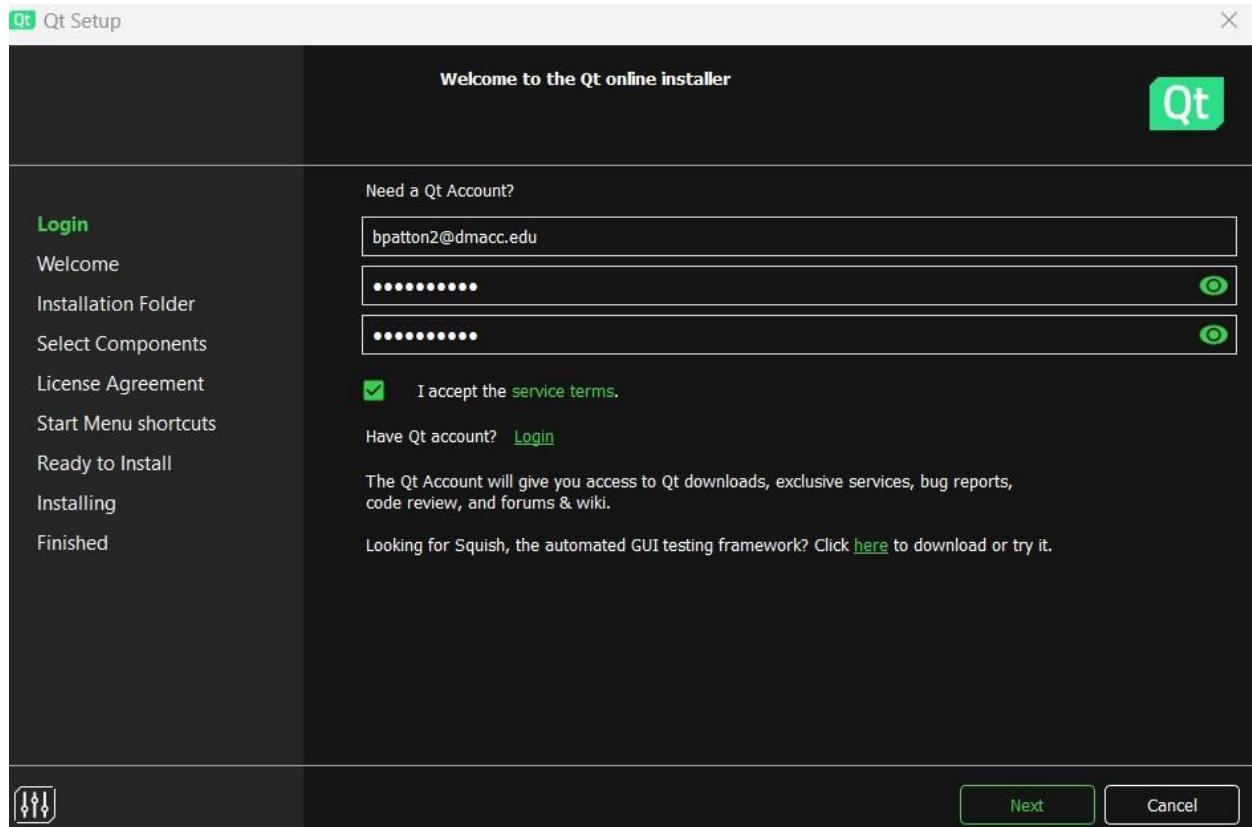 Qt Qt Setup
Welcome to the Qt online installer
Qt
Login
Welcome
Installation Folder
Select Components
License Agreement
Start Menu shortcuts
Ready to Install
Installing
Finished
Need a Qt Account?
bpatton2@dmacc.edu
••••••••••
••••••••••
I accept the service terms.
Have Qt account? Login
The Qt Account will give you access to Qt downloads, exclusive services, bug reports,
code review, and forums & wiki.
Looking for Squish, the automated GUI testing framework? Click here to download or try it.
Next
Cancel